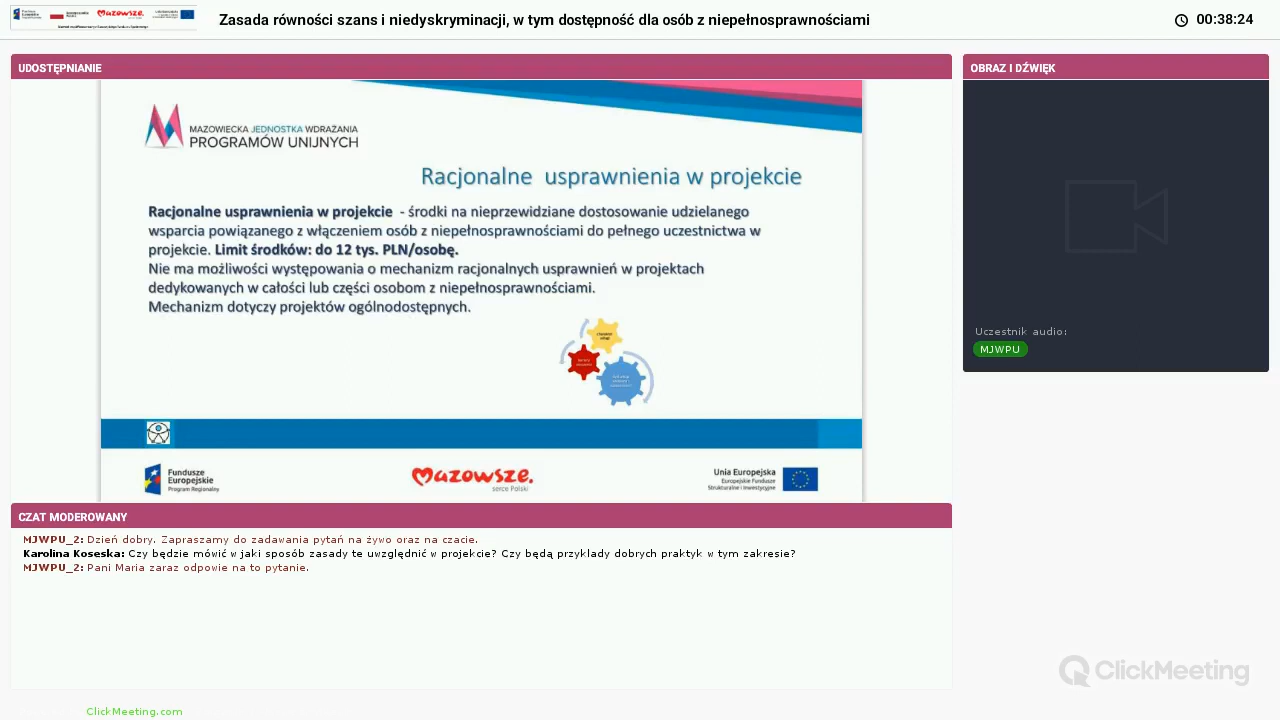 Zasada równości szans i niedyskryminacji, w tym dostępność dla osób z niepełnosprawnościami
00:38:24
UDOSTĘPNIANIE
OBRAZ I DŹWIĘK
MAZOWIECKA JEDNOSTKA WDRAŻANIA
PROGRAMÓW UNIJNYCH
Racjonalne usprawnienia w projekcie
Racjonalne usprawnienia w projekcie - środki na nieprzewidziane dostosowanie udzielanego
wsparcia powiązanego z włączeniem osób z niepełnosprawnościami do pełnego uczestnictwa w
projekcie. Limit środków: do 12 tys. PLN/osobę.
Nie ma możliwości występowania o mechanizm racjonalnych usprawnień w projektach
dedykowanych w całości lub części osobom z niepełnosprawnościami.
Mechanizm dotyczy projektów ogólnodostępnych.
Uczestnik audio:
MJWPU
Fundusze
Europejskie
Program Regionalny
mazowsze.
serce Polski
Unia Europejska
Europejskie Fundusze
Strukturalne i Inwestycyjne
CZAT MODEROWANY
MJWPU_2: Dzień dobry. Zapraszamy do zadawania pytań na żywo oraz na czacie.
Karolina Koseska: Czy będzie mówić w jaki sposób zasady te uwzględnić w projekcie? Czy będą przyklady dobrych praktyk w tym zakresie?
MJWPU_2: Pani Maria zaraz odpowie na to pytanie.
ClickMeeting
ClickMeeting.com